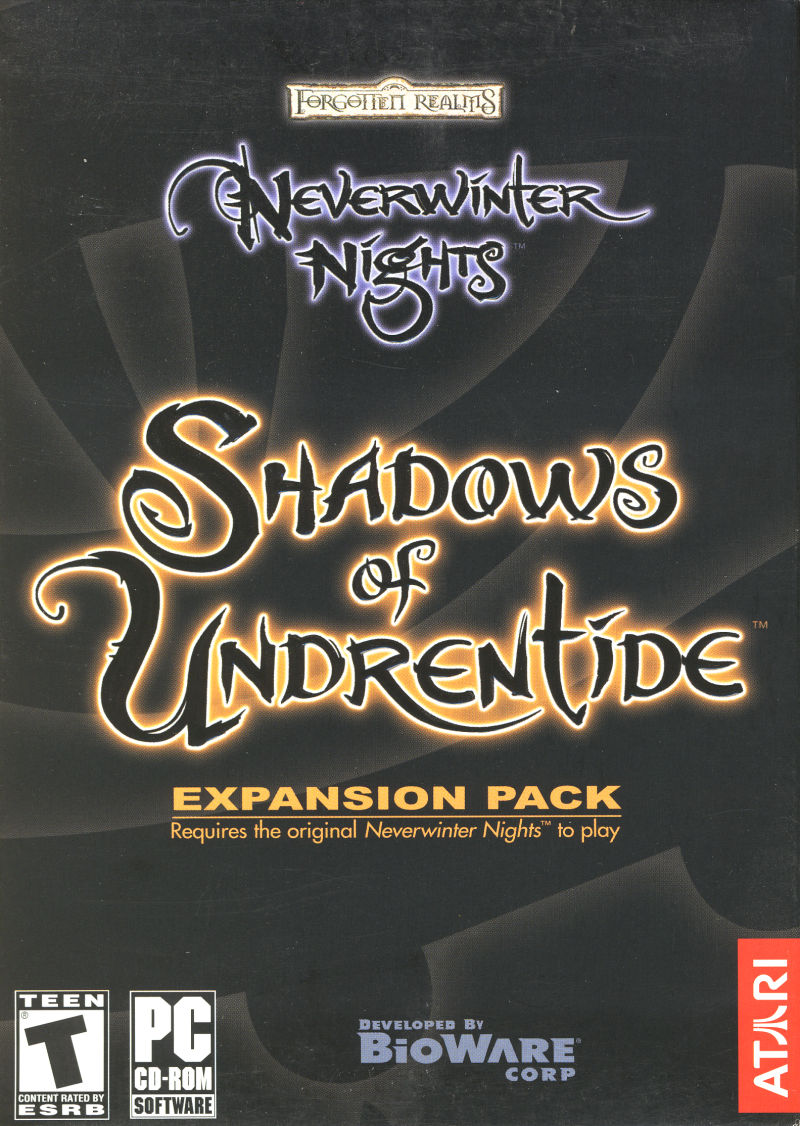 FORGOTTEN REALMS
NEVERWINTER
NIGHTS™
SHADOWS
OF
UNDRENTIDE™
EXPANSION PACK
Requires the original Neverwinter Nights™ to play
TEEN
®
T
CONTENT RATED BY
ESRB
PC
CD-ROM
SOFTWARE
DEVELOPED BY
BIOWARE®
CORP
ATARI